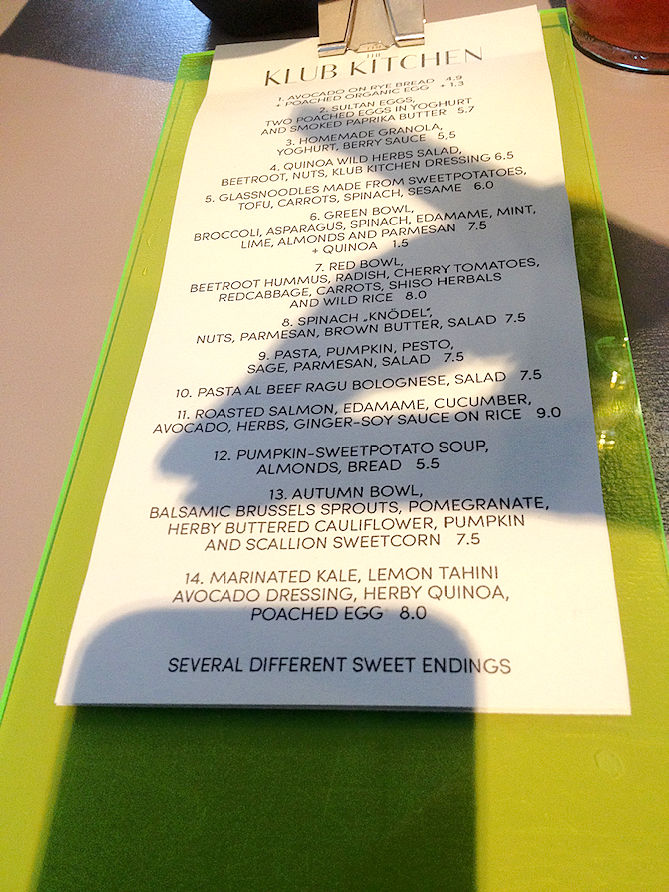 THE
KLUB KITCHEN
1. AVOCADO ON RYE BREAD 4.9
+ POACHED ORGANIC EGG + 1.3
2. SULTAN EGGS,
TWO POACHED EGGS IN YOGHURT
AND SMOKED PAPRIKA BUTTER 5.7
3. HOMEMADE GRANOLA,
YOGHURT, BERRY SAUCE 5,5
4. QUINOA WILD HERBS SALAD,
BEETROOT, NUTS, KLUB KITCHEN DRESSING 6.5
5. GLASSNOODLES MADE FROM SWEETPOTATOES,
TOFU, CARROTS, SPINACH, SESAME 6.0
6. GREEN BOWL,
BROCCOLI, ASPARAGUS, SPINACH, EDAMAME, MINT,
LIME, ALMONDS AND PARMESAN 7.5
+ QUINOA 1.5
7. RED BOWL,
BEETROOT HUMMUS, RADISH, CHERRY TOMATOES,
REDCABBAGE, CARROTS, SHISO HERBALS
AND WILD RICE 8.0
8. SPINACH „KNÖDEL",
NUTS, PARMESAN, BROWN BUTTER, SALAD 7.5
9. PASTA, PUMPKIN, PESTO,
SAGE, PARMESAN, SALAD 7.5
10. PASTA AL BEEF RAGU BOLOGNESE, SALAD 7.5
11. ROASTED SALMON, EDAMAME, CUCUMBER,
AVOCADO, HERBS, GINGER-SOY SAUCE ON RICE 9.0
12. PUMPKIN-SWEETPOTATO SOUP,
ALMONDS, BREAD 5.5
13. AUTUMN BOWL,
BALSAMIC BRUSSELS SPROUTS, POMEGRANATE,
HERBY BUTTERED CAULIFLOWER, PUMPKIN
AND SCALLION SWEETCORN 7.5
14. MARINATED KALE, LEMON TAHINI
AVOCADO DRESSING, HERBY QUINOA,
POACHED EGG 8.0
SEVERAL DIFFERENT SWEET ENDINGS